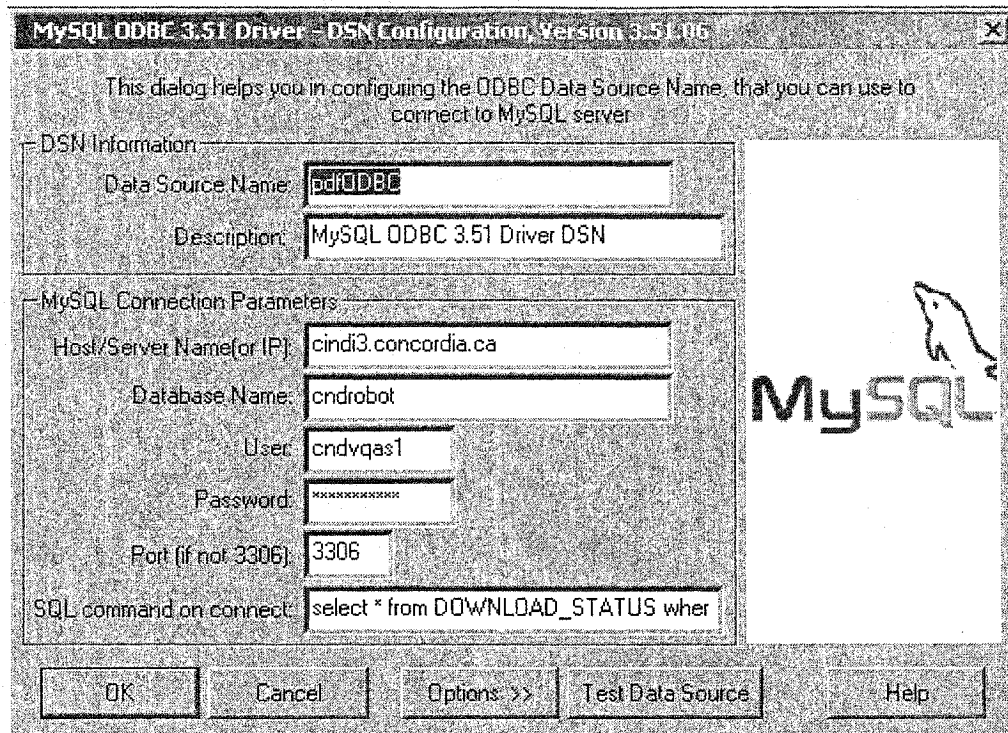 MySQL ODBC 3.51 Driver - DSN Configuration, Version 3.51.06
This dialog helps you in configuring the ODBC Data Source Name, that you can use to
connect to MySQL server
DSN Information
Data Source Name: pdfODBC
Description: MySQL ODBC 3.51 Driver DSN
MySQL Connection Parameters
Host/Server Name(or IP): cindi3.concordia.ca
Database Name: cndrobot
User: cndvqas1
Password: ***********
Port (if not 3306): 3306
SQL command on connect: select * from DOWNLOAD_STATUS wher
MySQL
OK Cancel Options >> Test Data Source Help